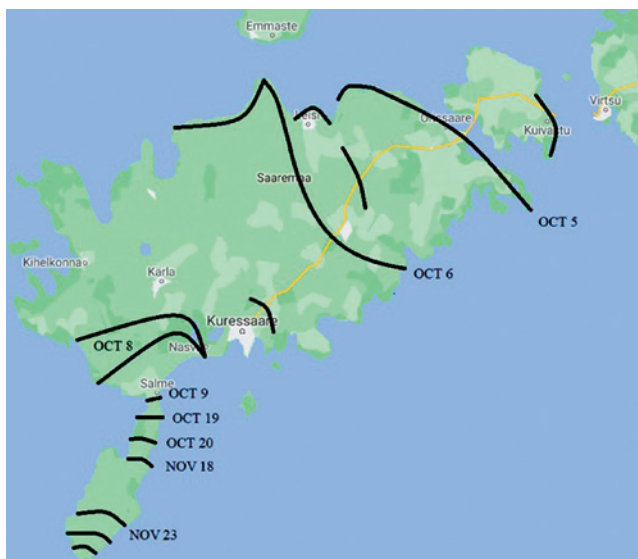 Emmaste
Virtsu
Leisi
Orissaare
Kuivastu
Saaremaa
OCT 5
Kihelkonna
OCT 6
Kärla
Kuressaare
OCT 8
Nasva
Salme
OCT 9
OCT 19
OCT 20
NOV 18
NOV 23